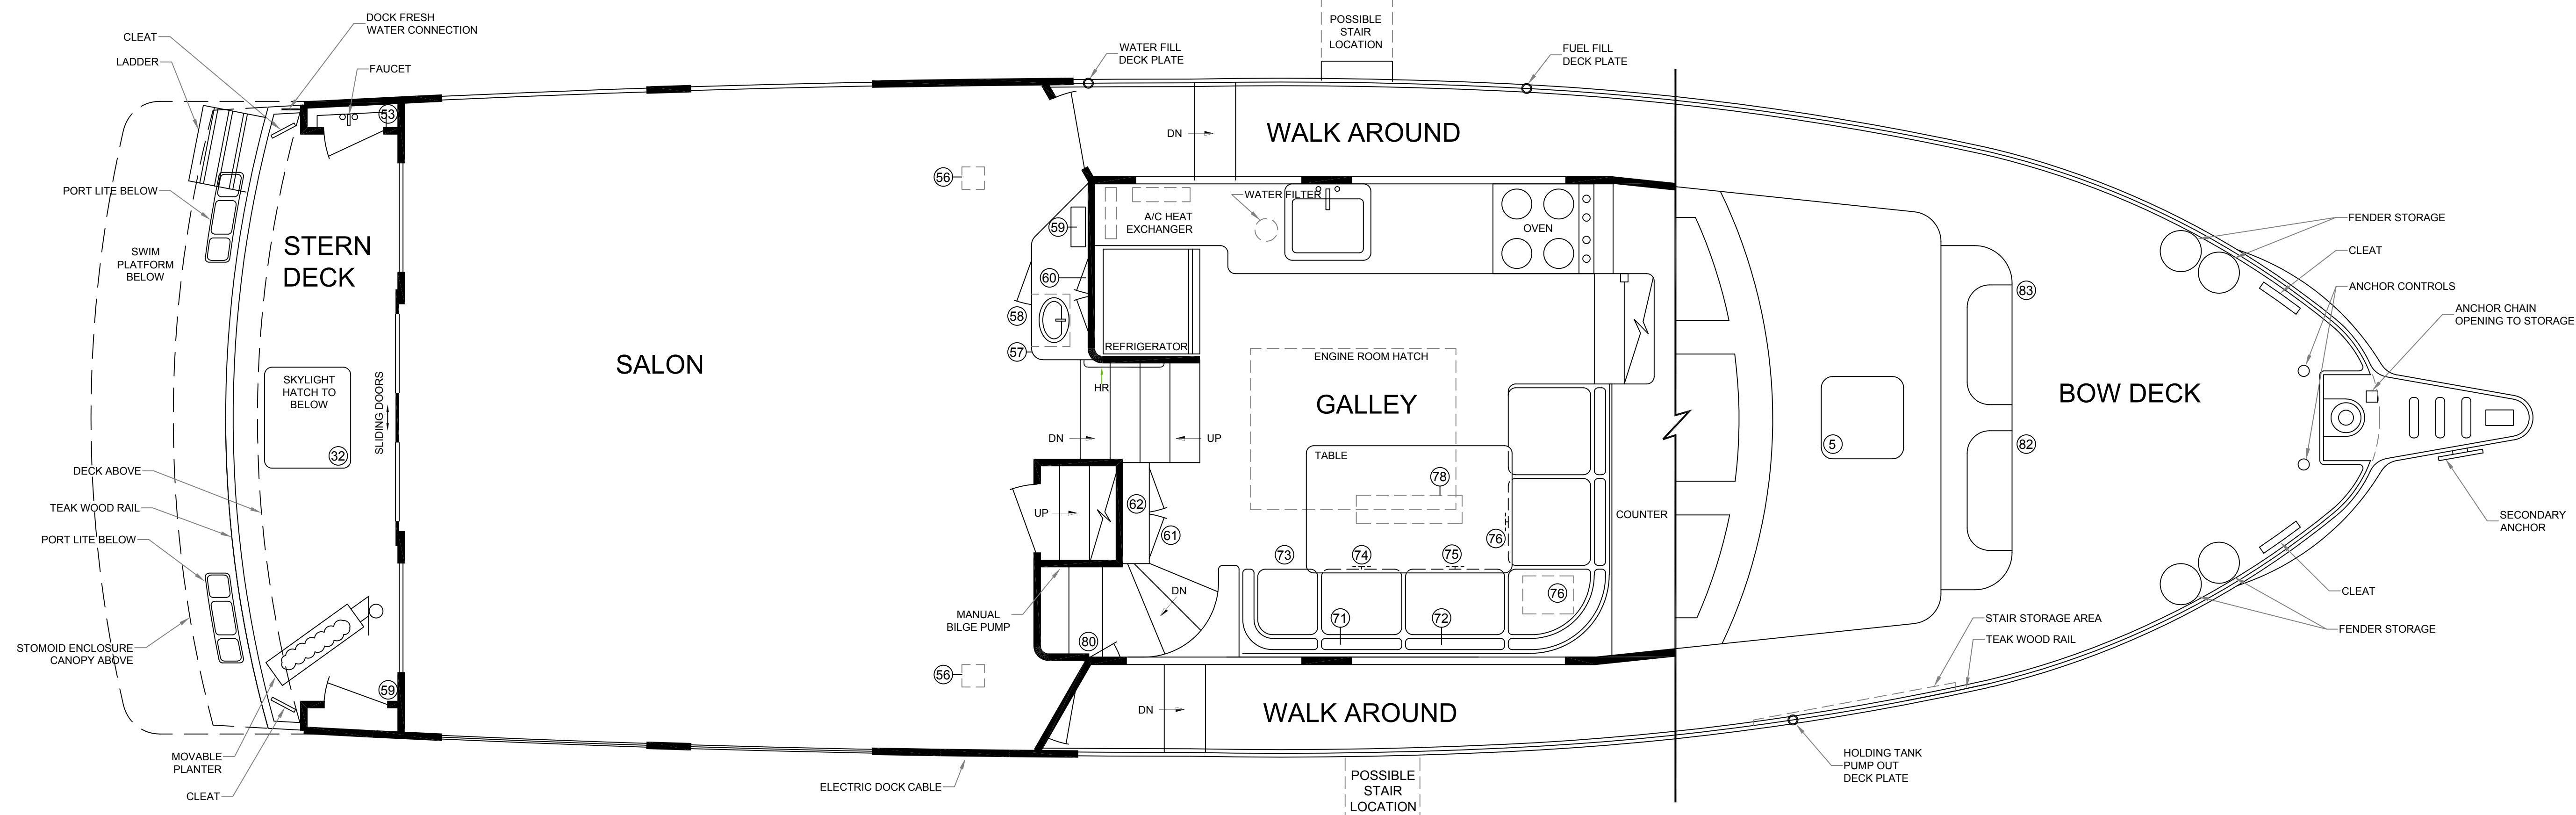 DOCK FRESH
WATER CONNECTION
CLEAT
LADDER
FAUCET
53
PORT LITE BELOW
SWIM
PLATFORM
BELOW
STERN
DECK
SKYLIGHT
HATCH TO
BELOW
32
SLIDING DOORS
DECK ABOVE
TEAK WOOD RAIL
PORT LITE BELOW
STOMOID ENCLOSURE
CANOPY ABOVE
59
MOVABLE
PLANTER
CLEAT
SALON
56
56
ELECTRIC DOCK CABLE
WATER FILL
DECK PLATE
POSSIBLE
STAIR
LOCATION
FUEL FILL
DECK PLATE
DN
WALK AROUND
59
60
58
57
A/C HEAT
EXCHANGER
WATER FILTER
OVEN
REFRIGERATOR
HR
ENGINE ROOM HATCH
GALLEY
DN
UP
TABLE
78
UP
62
61
76
73
74
75
76
71
72
DN
80
MANUAL
BILGE PUMP
COUNTER
DN
WALK AROUND
POSSIBLE
STAIR
LOCATION
5
83
82
BOW DECK
FENDER STORAGE
CLEAT
ANCHOR CONTROLS
ANCHOR CHAIN
OPENING TO STORAGE
SECONDARY
ANCHOR
CLEAT
FENDER STORAGE
STAIR STORAGE AREA
TEAK WOOD RAIL
HOLDING TANK
PUMP OUT
DECK PLATE